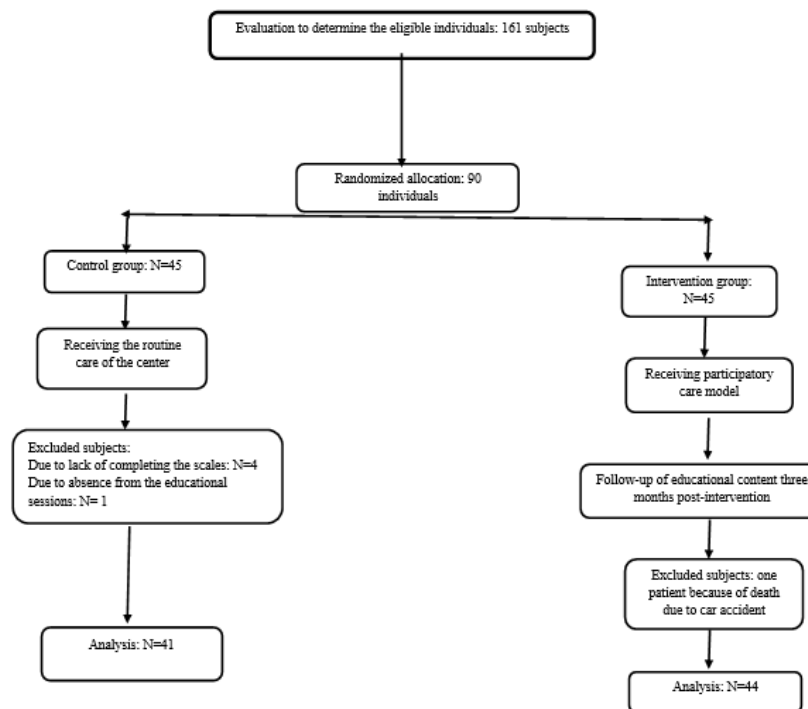 Evaluation to determine the eligible individuals: 161 subjects
Randomized allocation: 90
individuals
Control group: N=45
Intervention group:
N=45
Receiving the routine
care of the center
Receiving participatory
care model
Excluded subjects:
Due to lack of completing the scales: N=4
Due to absence from the educational
sessions: N= 1
Follow-up of educational content three
months post-intervention
Excluded subjects: one
patient because of death
due to car accident
Analysis: N=41
Analysis: N=44